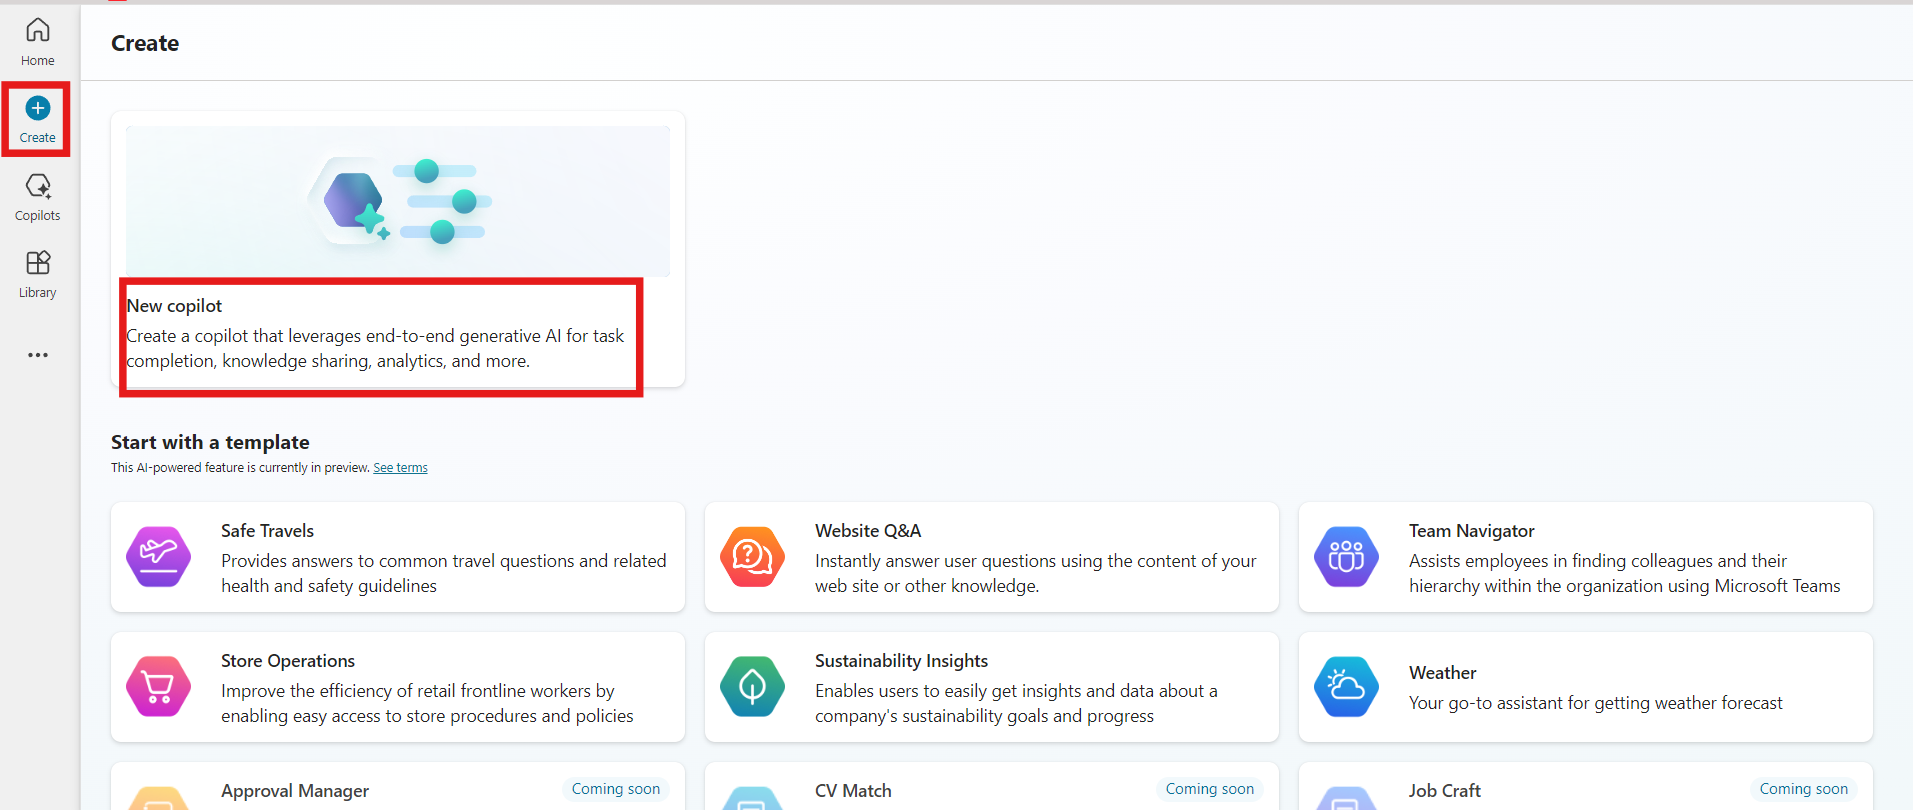 Home
Create
Copilots
Library
Create
New copilot
Create a copilot that leverages end-to-end generative AI for task
completion, knowledge sharing, analytics, and more.
Start with a template
This AI-powered feature is currently in preview. See terms
Safe Travels
Provides answers to common travel questions and related
health and safety guidelines
Website Q&A
Instantly answer user questions using the content of your
web site or other knowledge.
Team Navigator
Assists employees in finding colleagues and their
hierarchy within the organization using Microsoft Teams
Store Operations
Improve the efficiency of retail frontline workers by
enabling easy access to store procedures and policies
Sustainability Insights
Enables users to easily get insights and data about a
company's sustainability goals and progress
Weather
Your go-to assistant for getting weather forecast
Approval Manager
Coming soon
CV Match
Coming soon
Job Craft
Coming soon